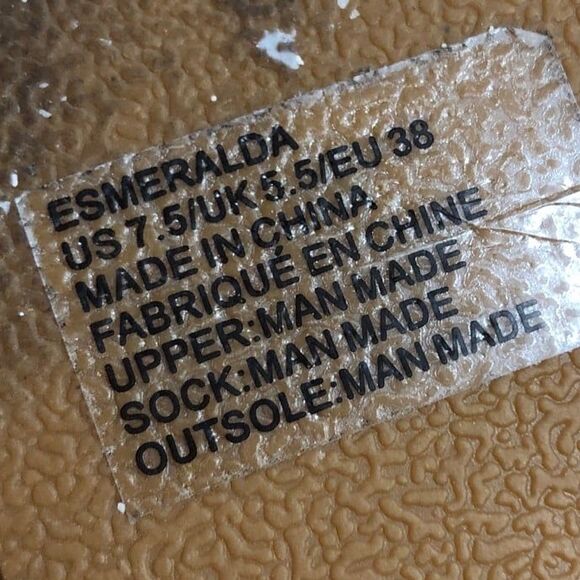 ESMERALDA
US 7.5/UK 5.5/EU 38
MADE IN CHINA
FABRIQUÉ EN CHINE
UPPER:MAN MADE
SOCK:MAN MADE
OUTSOLE:MAN MADE